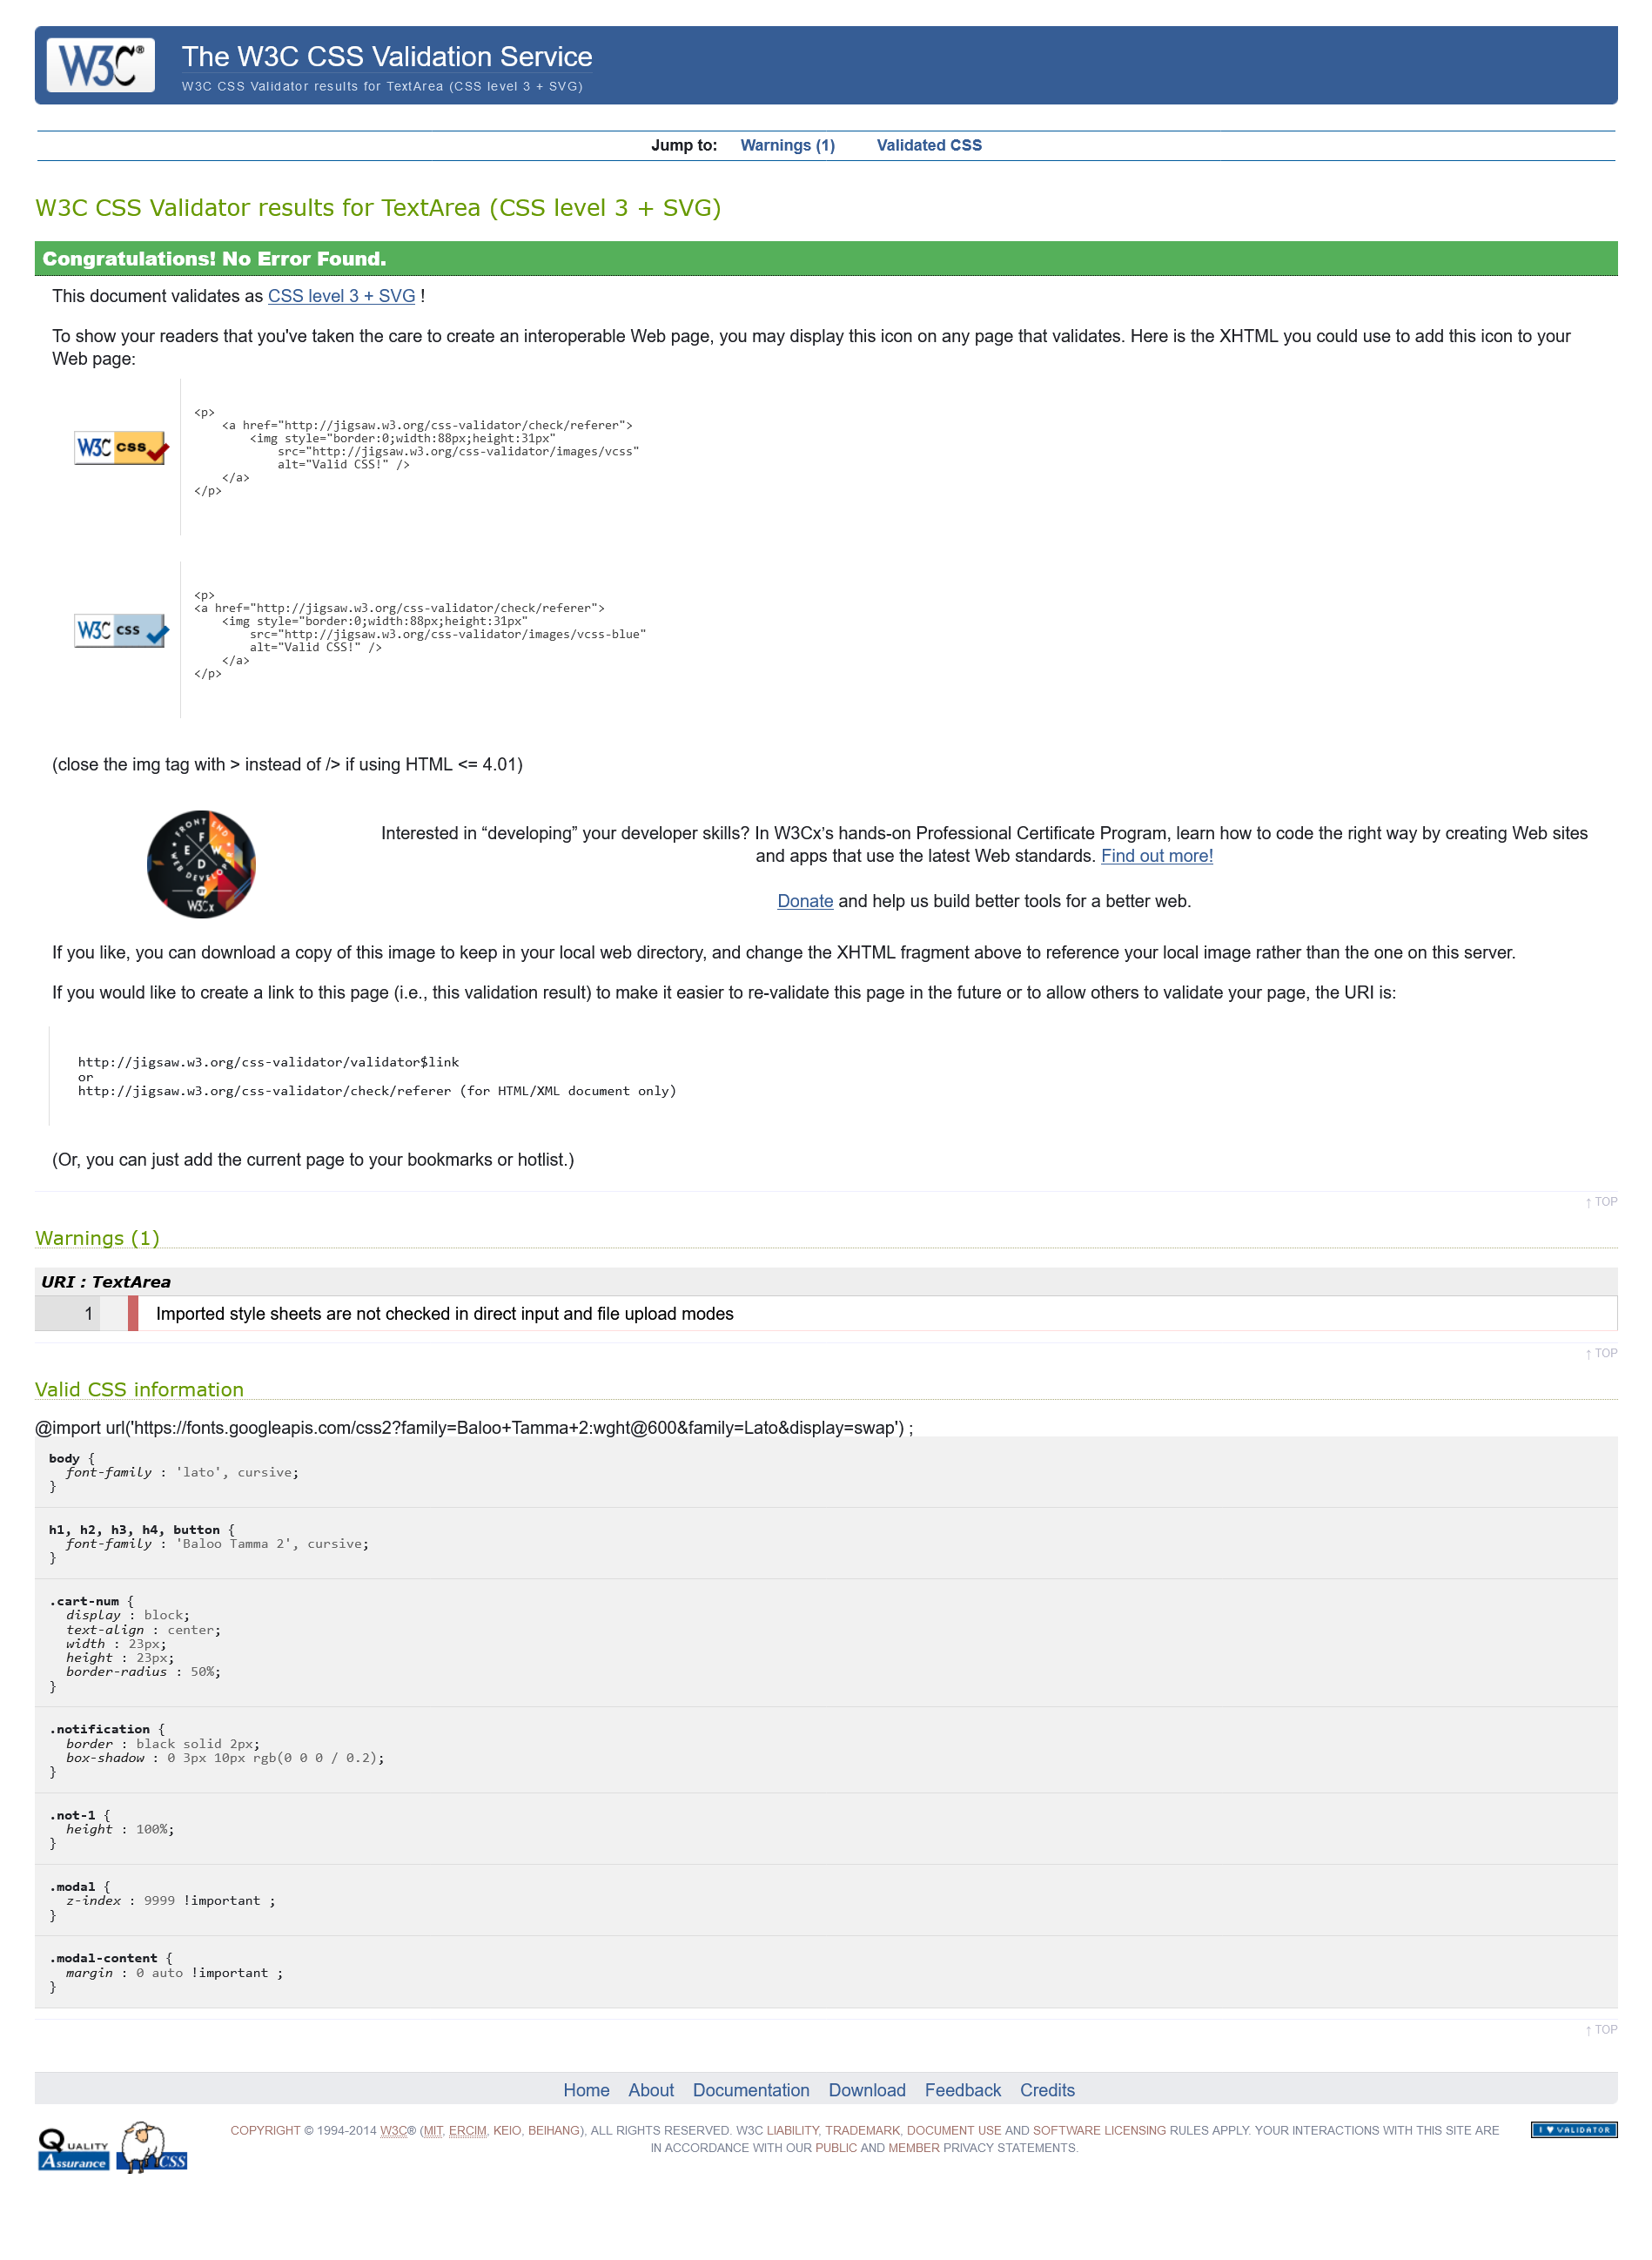 W3C®
The W3C CSS Validation Service
W3C CSS Validator results for TextArea (CSS level 3 + SVG)
Jump to: Warnings (1) Validated CSS
W3C CSS Validator results for TextArea (CSS level 3 + SVG)
Congratulations! No Error Found.
This document validates as CSS level 3 + SVG !
To show your readers that you've taken the care to create an interoperable Web page, you may display this icon on any page that validates. Here is the XHTML you could use to add this icon to your
Web page:
W3C css
<p>
    <a href="http://jigsaw.w3.org/css-validator/check/referer">
        <img style="border:0;width:88px;height:31px"
            src="http://jigsaw.w3.org/css-validator/images/vcss"
            alt="Valid CSS!" />
    </a>
</p>
W3C css
<p>
<a href="http://jigsaw.w3.org/css-validator/check/referer">
    <img style="border:0;width:88px;height:31px"
        src="http://jigsaw.w3.org/css-validator/images/vcss-blue"
        alt="Valid CSS!" />
    </a>
</p>
(close the img tag with > instead of /> if using HTML <= 4.01)
FRONT END
F E W D
WEB DEVELOPER
BY
W3Cx
Interested in “developing” your developer skills? In W3Cx’s hands-on Professional Certificate Program, learn how to code the right way by creating Web sites
and apps that use the latest Web standards. Find out more!
Donate and help us build better tools for a better web.
If you like, you can download a copy of this image to keep in your local web directory, and change the XHTML fragment above to reference your local image rather than the one on this server.
If you would like to create a link to this page (i.e., this validation result) to make it easier to re-validate this page in the future or to allow others to validate your page, the URI is:
http://jigsaw.w3.org/css-validator/validator$link
or
http://jigsaw.w3.org/css-validator/check/referer (for HTML/XML document only)
(Or, you can just add the current page to your bookmarks or hotlist.)
↑ TOP
Warnings (1)
URI : TextArea
1 Imported style sheets are not checked in direct input and file upload modes
↑ TOP
Valid CSS information
@import url('https://fonts.googleapis.com/css2?family=Baloo+Tamma+2:wght@600&family=Lato&display=swap') ;
body {
font-family : 'lato', cursive;
}
h1, h2, h3, h4, button {
font-family : 'Baloo Tamma 2', cursive;
}
.cart-num {
display : block;
text-align : center;
width : 23px;
height : 23px;
border-radius : 50%;
}
.notification {
border : black solid 2px;
box-shadow : 0 3px 10px rgb(0 0 0 / 0.2);
}
.not-1 {
height : 100%;
}
.modal {
z-index : 9999 !important ;
}
.modal-content {
margin : 0 auto !important ;
}
↑ TOP
Home About Documentation Download Feedback Credits
Quality
Assurance
CSS
COPYRIGHT © 1994-2014 W3C® (MIT, ERCIM, KEIO, BEIHANG), ALL RIGHTS RESERVED. W3C LIABILITY, TRADEMARK, DOCUMENT USE AND SOFTWARE LICENSING RULES APPLY. YOUR INTERACTIONS WITH THIS SITE ARE
IN ACCORDANCE WITH OUR PUBLIC AND MEMBER PRIVACY STATEMENTS.
I ♥ VALIDATOR